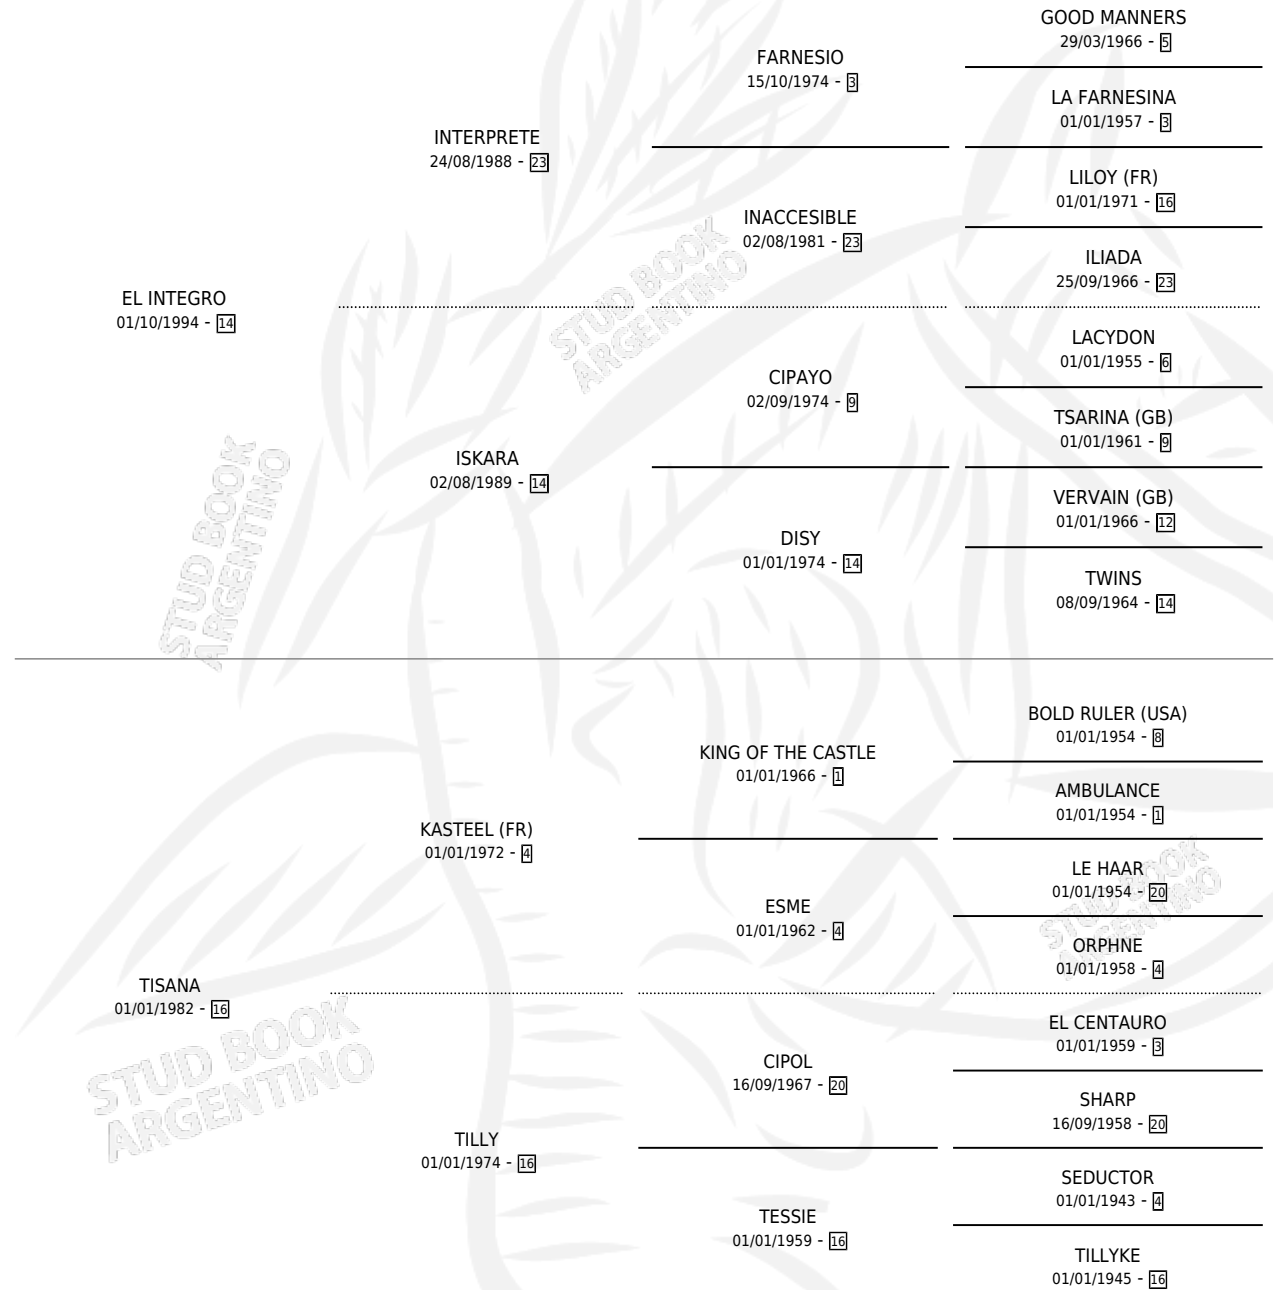 GOOD MANNERS
29/03/1966 - 5
FARNESIO
15/10/1974 - 3
LA FARNESINA
01/01/1957 - 3
INTERPRETE
24/08/1988 - 23
LILOY (FR)
01/01/1971 - 16
INACCESIBLE
02/08/1981 - 23
ILIADA
25/09/1966 - 23
EL INTEGRO
01/10/1994 - 14
LACYDON
01/01/1955 - 6
CIPAYO
02/09/1974 - 9
TSARINA (GB)
01/01/1961 - 9
ISKARA
02/08/1989 - 14
VERVAIN (GB)
01/01/1966 - 12
DISY
01/01/1974 - 14
TWINS
08/09/1964 - 14
BOLD RULER (USA)
01/01/1954 - 8
KING OF THE CASTLE
01/01/1966 - 1
AMBULANCE
01/01/1954 - 1
KASTEEL (FR)
01/01/1972 - 4
LE HAAR
01/01/1954 - 20
ESME
01/01/1962 - 4
ORPHNE
01/01/1958 - 4
TISANA
01/01/1982 - 16
EL CENTAURO
01/01/1959 - 3
CIPOL
16/09/1967 - 20
SHARP
16/09/1958 - 20
TILLY
01/01/1974 - 16
SEDUCTOR
01/01/1943 - 4
TESSIE
01/01/1959 - 16
TILLYKE
01/01/1945 - 16
STUD BOOK
ARGENTINO
STUD BOOK
ARGENTINO
STUD BOOK
ARGENTINO
STUD BOOK
ARGENTINO